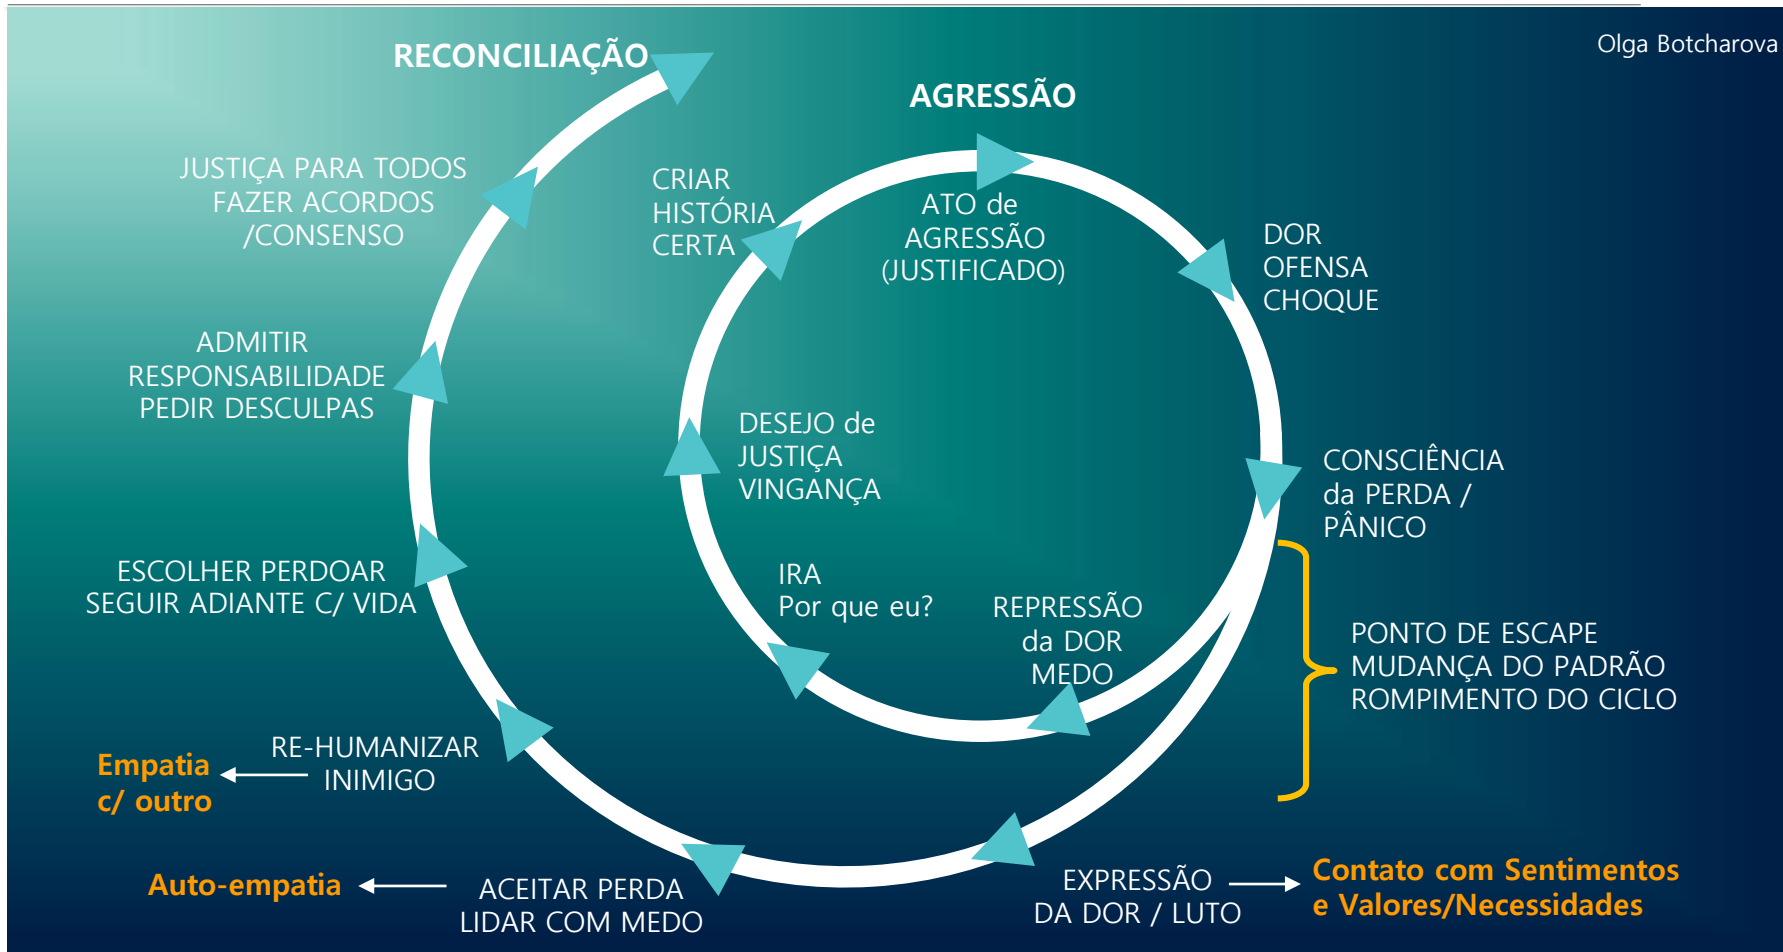 Olga Botcharova
RECONCILIAÇÃO
AGRESSÃO
JUSTIÇA PARA TODOS
FAZER ACORDOS
/CONSENSO
CRIAR
HISTÓRIA
CERTA
ATO de
AGRESSÃO
(JUSTIFICADO)
DOR
OFENSA
CHOQUE
ADMITIR
RESPONSABILIDADE
PEDIR DESCULPAS
DESEJO de
JUSTIÇA
VINGANÇA
CONSCIÊNCIA
da PERDA /
PÂNICO
ESCOLHER PERDOAR
SEGUIR ADIANTE C/ VIDA
IRA
Por que eu?
REPRESSÃO
da DOR
MEDO
PONTO DE ESCAPE
MUDANÇA DO PADRÃO
ROMPIMENTO DO CICLO
Empatia
c/ outro
RE-HUMANIZAR
INIMIGO
Auto-empatia
ACEITAR PERDA
LIDAR COM MEDO
EXPRESSÃO
DA DOR / LUTO
Contato com Sentimentos
e Valores/Necessidades